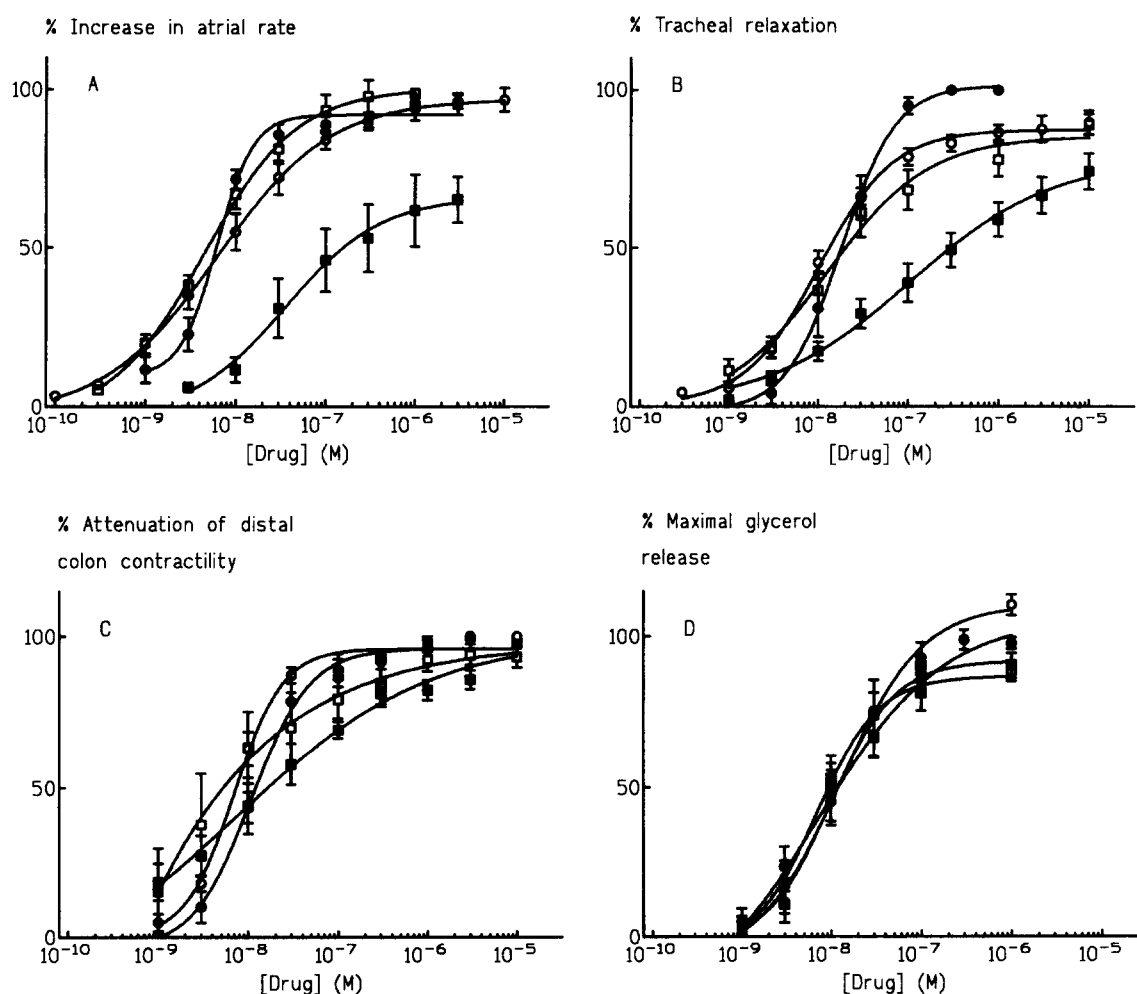 % Increase in atrial rate
A
100
50
0
10⁻¹⁰ 10⁻⁹ 10⁻⁸ 10⁻⁷ 10⁻⁶ 10⁻⁵
[Drug] (M)
% Tracheal relaxation
B
100
50
0
10⁻¹⁰ 10⁻⁹ 10⁻⁸ 10⁻⁷ 10⁻⁶ 10⁻⁵
[Drug] (M)
% Attenuation of distal
colon contractility
C
100
50
0
10⁻¹⁰ 10⁻⁹ 10⁻⁸ 10⁻⁷ 10⁻⁶ 10⁻⁵
[Drug] (M)
% Maximal glycerol
release
D
100
50
0
10⁻¹⁰ 10⁻⁹ 10⁻⁸ 10⁻⁷ 10⁻⁶ 10⁻⁵
[Drug] (M)